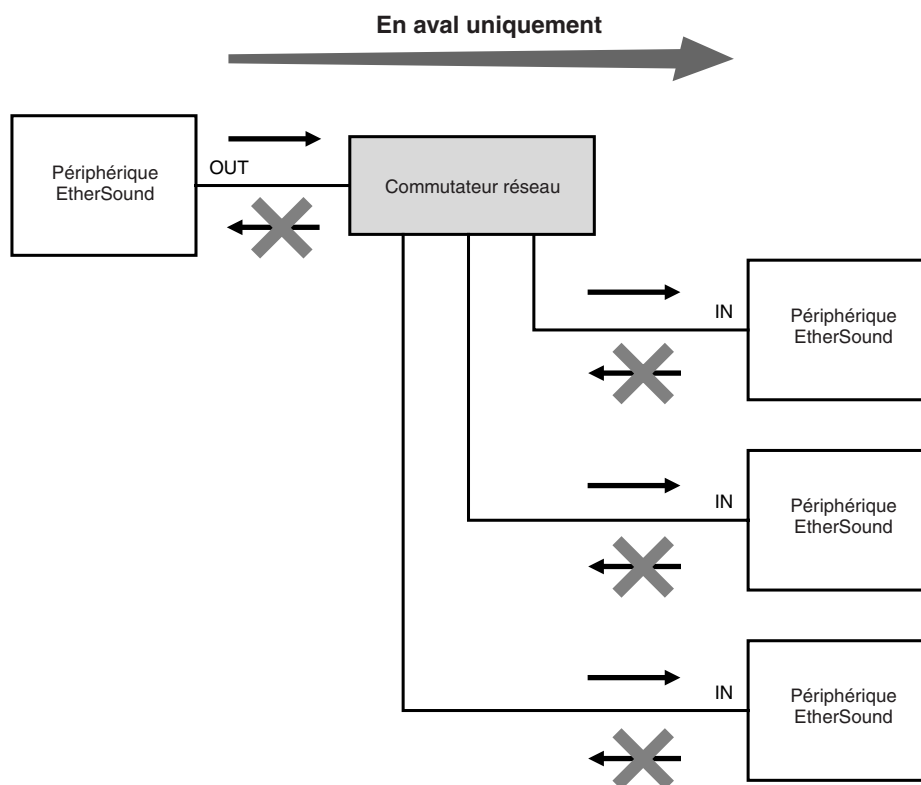 En aval uniquement
Périphérique
EtherSound
OUT
Commutateur réseau
IN
Périphérique
EtherSound
IN
Périphérique
EtherSound
IN
Périphérique
EtherSound